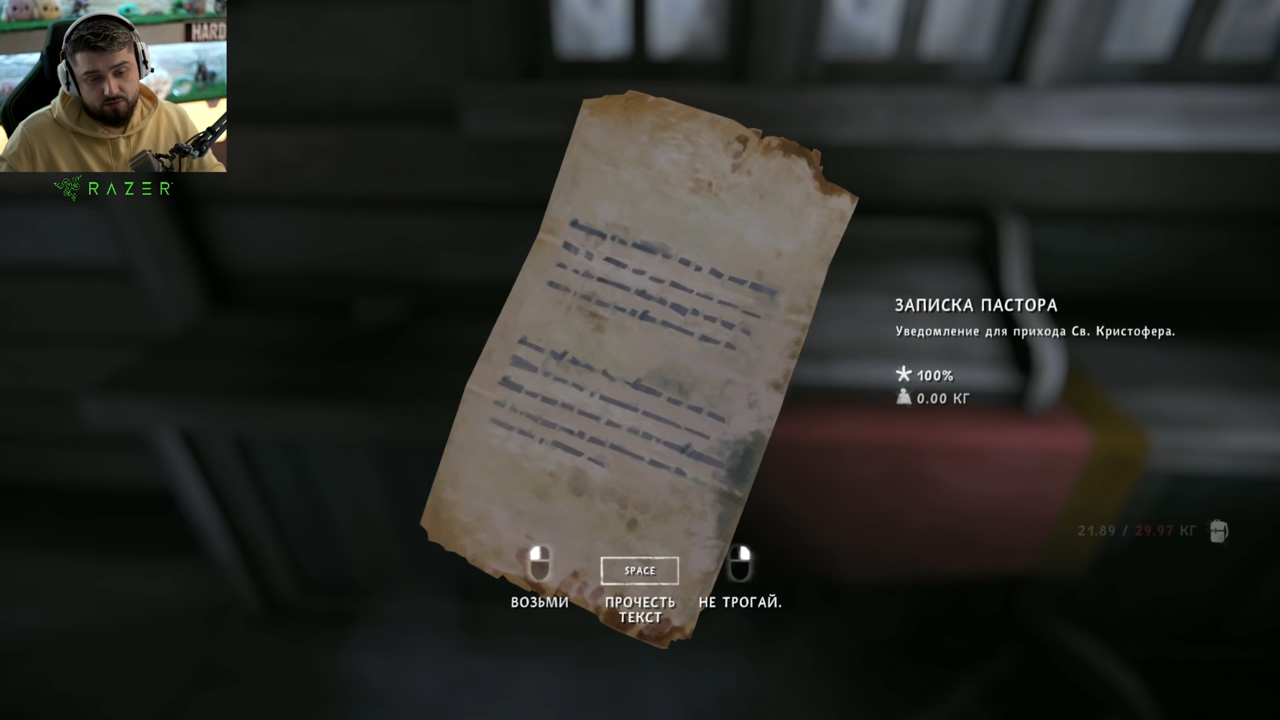 HARD
RAZER
ЗАПИСКА ПАСТОРА
Уведомление для прихода Св. Кристофера.
100%
0.00 КГ
21.89 / 29.97 КГ
SPACE
ВОЗЬМИ
ПРОЧЕСТЬ
ТЕКСТ
НЕ ТРОГАЙ.